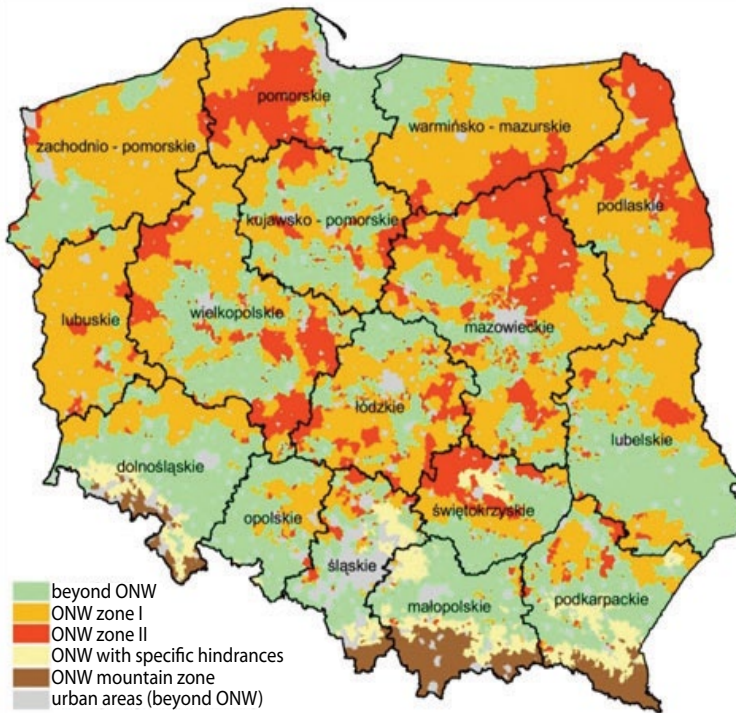 pomorskie
zachodnio - pomorskie
warmińsko - mazurskie
podlaskie
kujawsko - pomorskie
lubuskie
wielkopolskie
mazowieckie
łódzkie
lubelskie
dolnośląskie
opolskie
świętokrzyskie
śląskie
małopolskie
podkarpackie
beyond ONW
ONW zone I
ONW zone II
ONW with specific hindrances
ONW mountain zone
urban areas (beyond ONW)